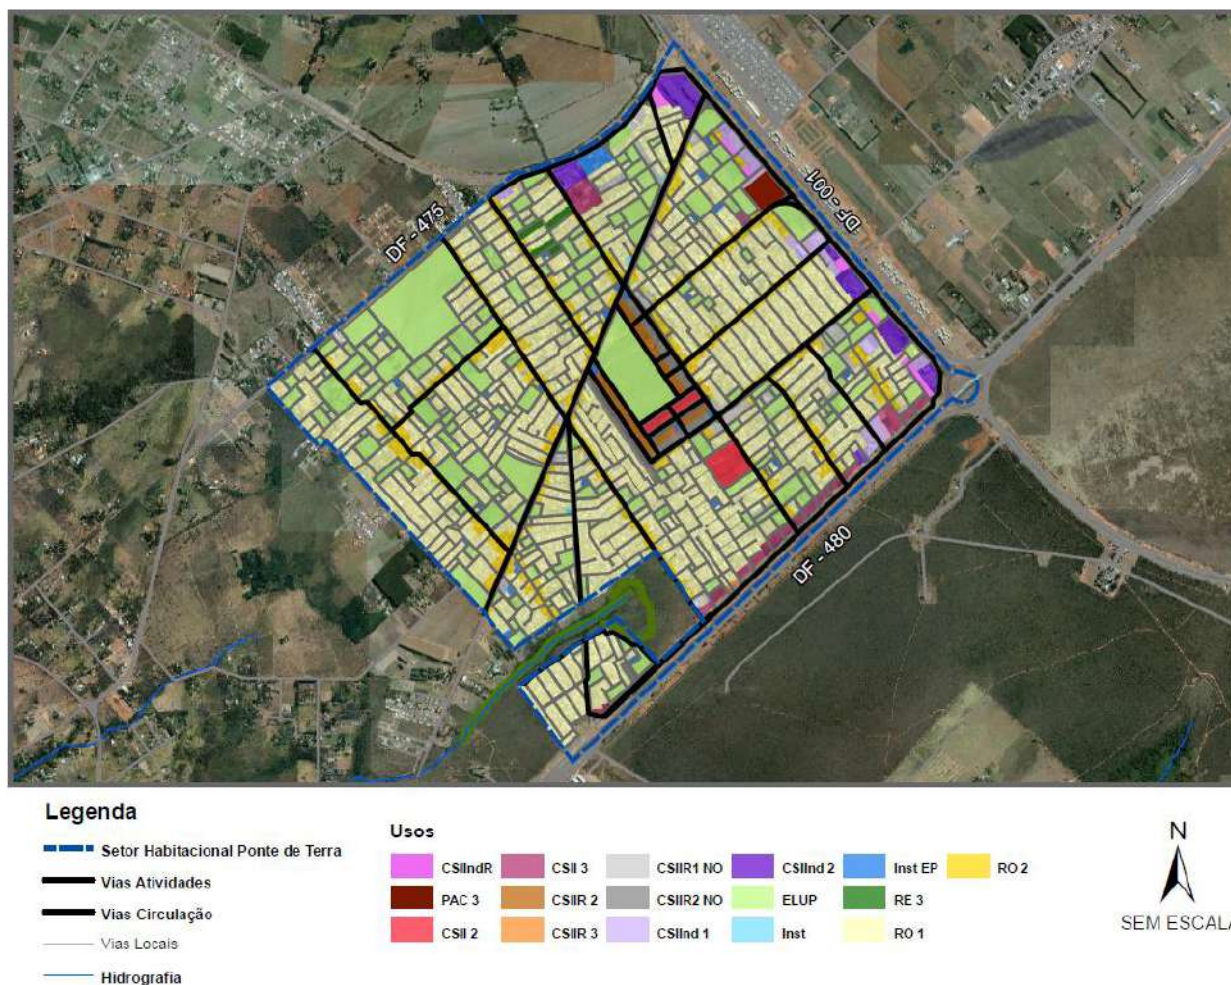 DF - 475
DF - 001
DF - 480
Legenda
Setor Habitacional Ponte de Terra
Vias Atividades
Vias Circulação
Vias Locais
Hidrografia
Usos
CSIIndR
CSII 3
CSIIR1 NO
CSIInd 2
Inst EP
RO 2
PAC 3
CSIIR 2
CSIIR2 NO
ELUP
RE 3
CSII 2
CSIIR 3
CSIInd 1
Inst
RO 1
N
SEM ESCALA